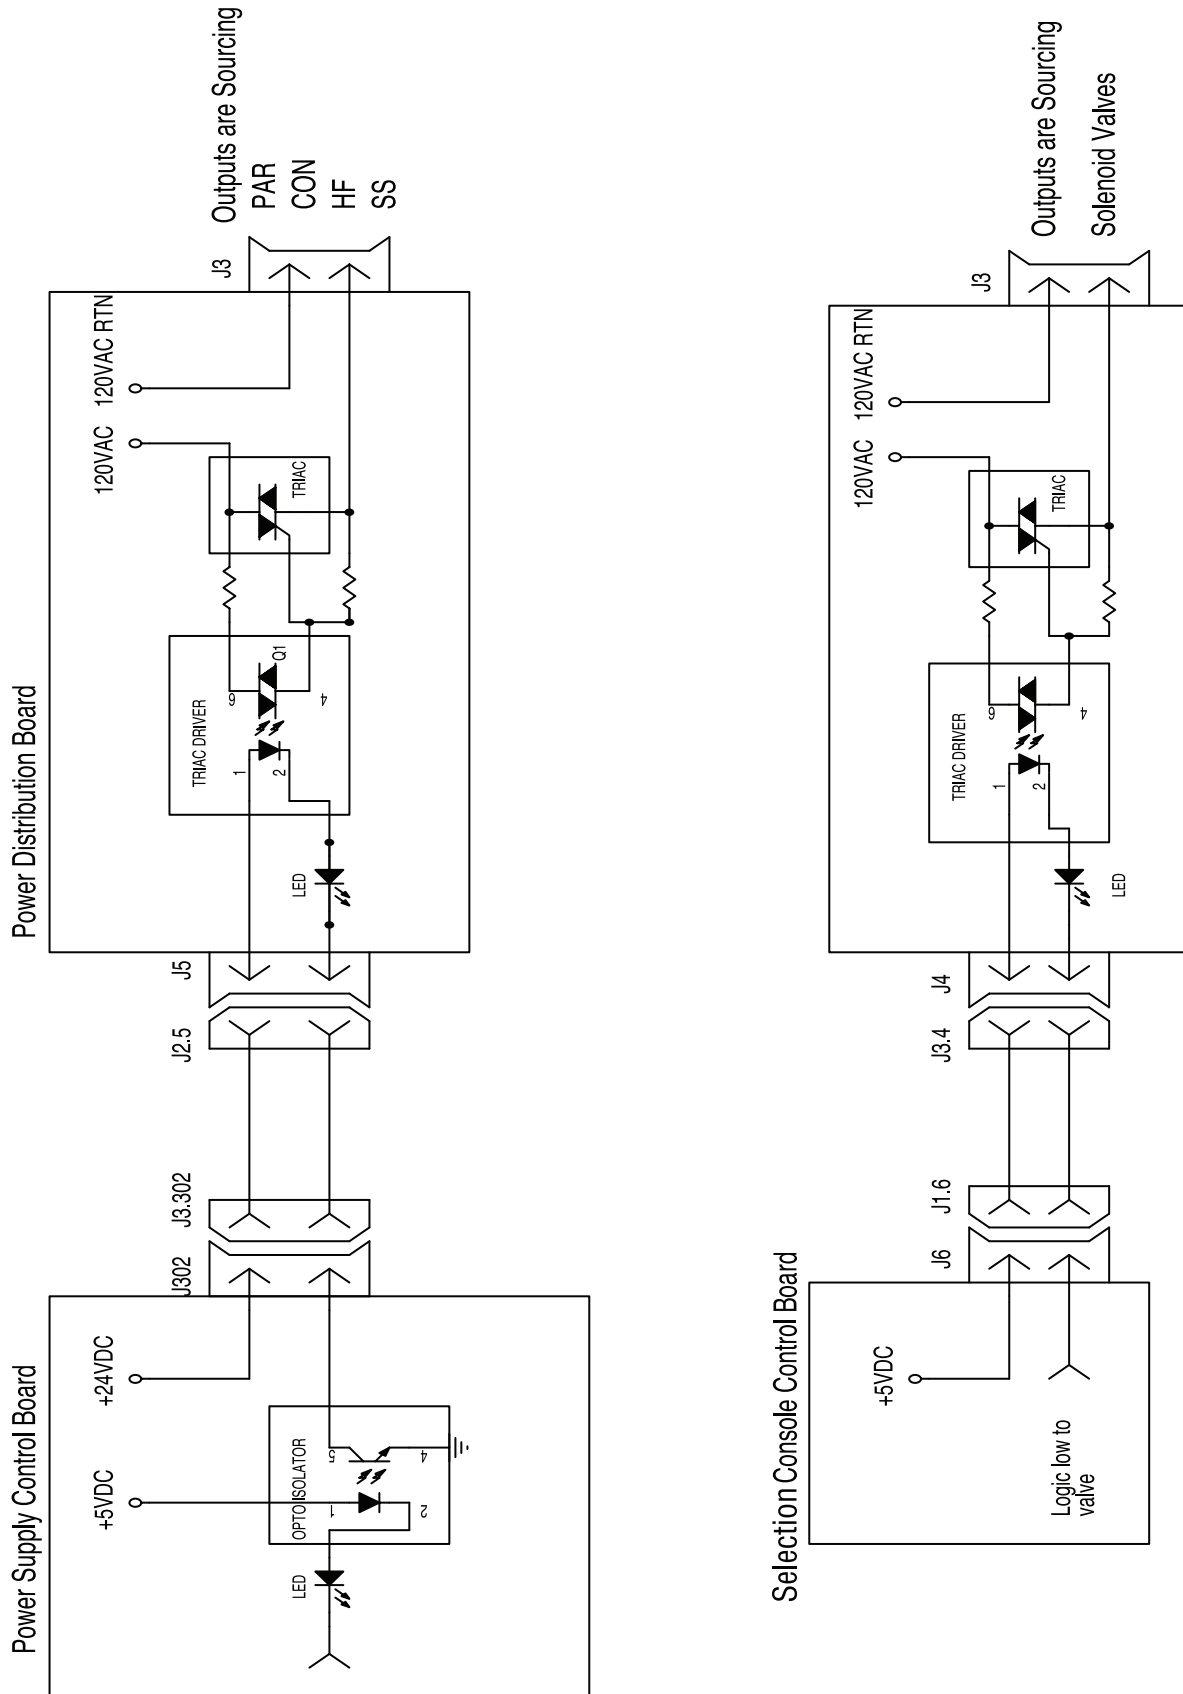 Power Supply Control Board
+5VDC
+24VDC
LED
OPTO ISOLATOR
1
2
5
4
J302
J3.302
J2.5
J5
Power Distribution Board
LED
TRIAC DRIVER
1
2
6
4
Q1
TRIAC
120VAC
120VAC RTN
J3
Outputs are Sourcing
PAR
CON
HF
SS
Selection Console Control Board
+5VDC
Logic low to
valve
J6
J1.6
J3.4
J4
LED
TRIAC DRIVER
1
2
6
4
TRIAC
120VAC
120VAC RTN
J3
Outputs are Sourcing
Solenoid Valves